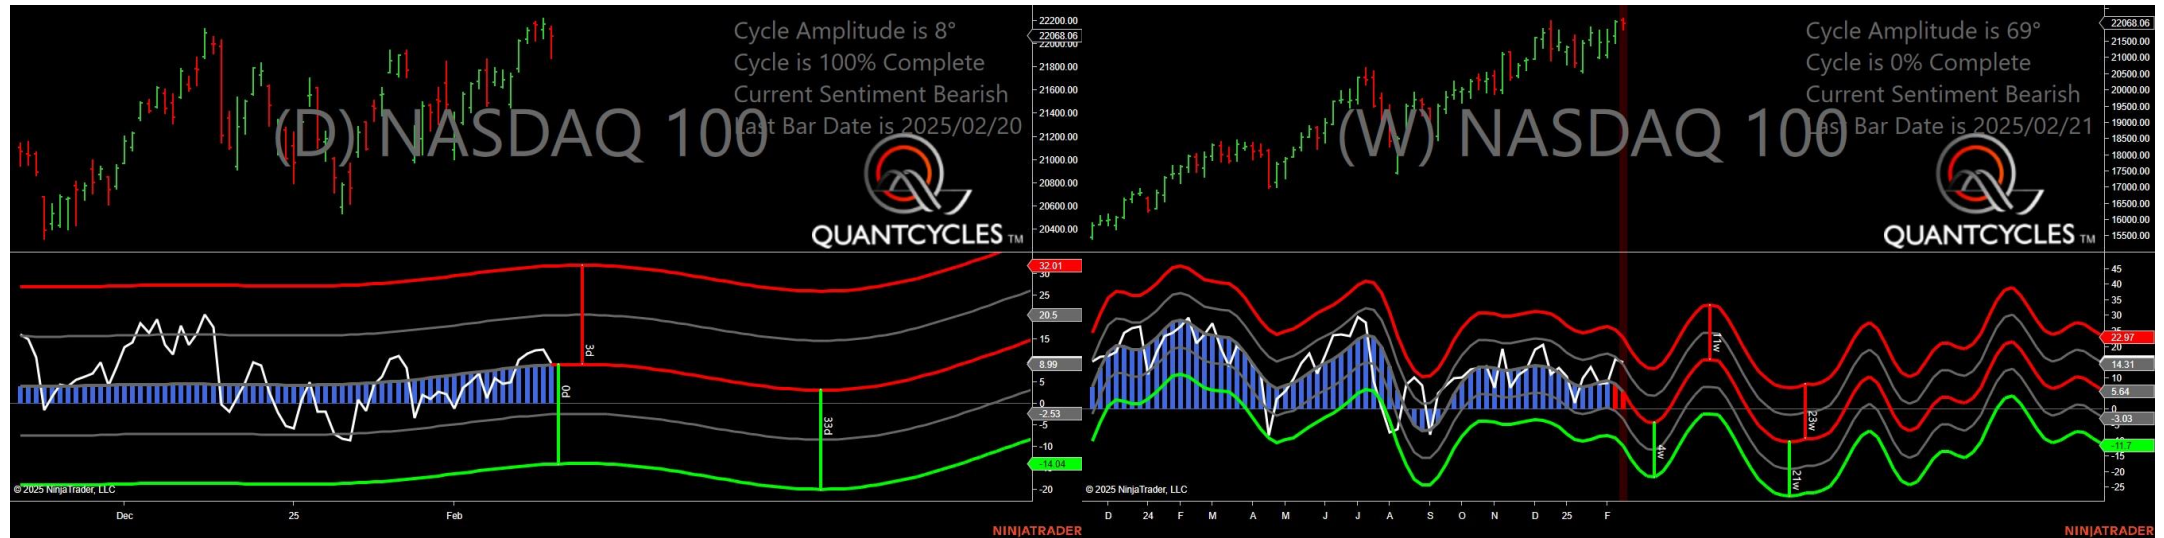 Cycle Amplitude is 8°
Cycle is 100% Complete
Current Sentiment Bearish
Last Bar Date is 2025/02/20
(D) NASDAQ 100
QUANTCYCLES TM
22200.00
22068.06
22000.00
21800.00
21600.00
21400.00
21200.00
21000.00
20800.00
20600.00
20400.00
32.01
30
25
20.5
15
8.99
5
0
-2.53
-5
-10
-14.04
-20
3d
0d
33d
© 2025 NinjaTrader, LLC
Dec
25
Feb
NINJATRADER
Cycle Amplitude is 69°
Cycle is 0% Complete
Current Sentiment Bearish
Last Bar Date is 2025/02/21
(W) NASDAQ 100
QUANTCYCLES TM
22068.06
21500.00
21000.00
20500.00
20000.00
19500.00
19000.00
18500.00
18000.00
17500.00
17000.00
16500.00
16000.00
15500.00
45
40
35
30
25
22.97
20
14.31
10
5.64
0
-3.03
-11.7
-15
-20
-25
11w
4w
23w
21w
© 2025 NinjaTrader, LLC
D 24 F M A M J J A S O N D 25 F
NINJATRADER